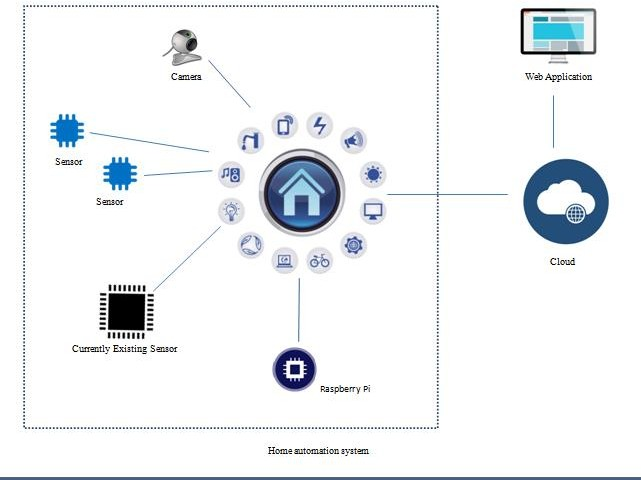 Camera
Web Application
Sensor
Sensor
Cloud
Currently Existing Sensor
Raspberry Pi
Home automation system